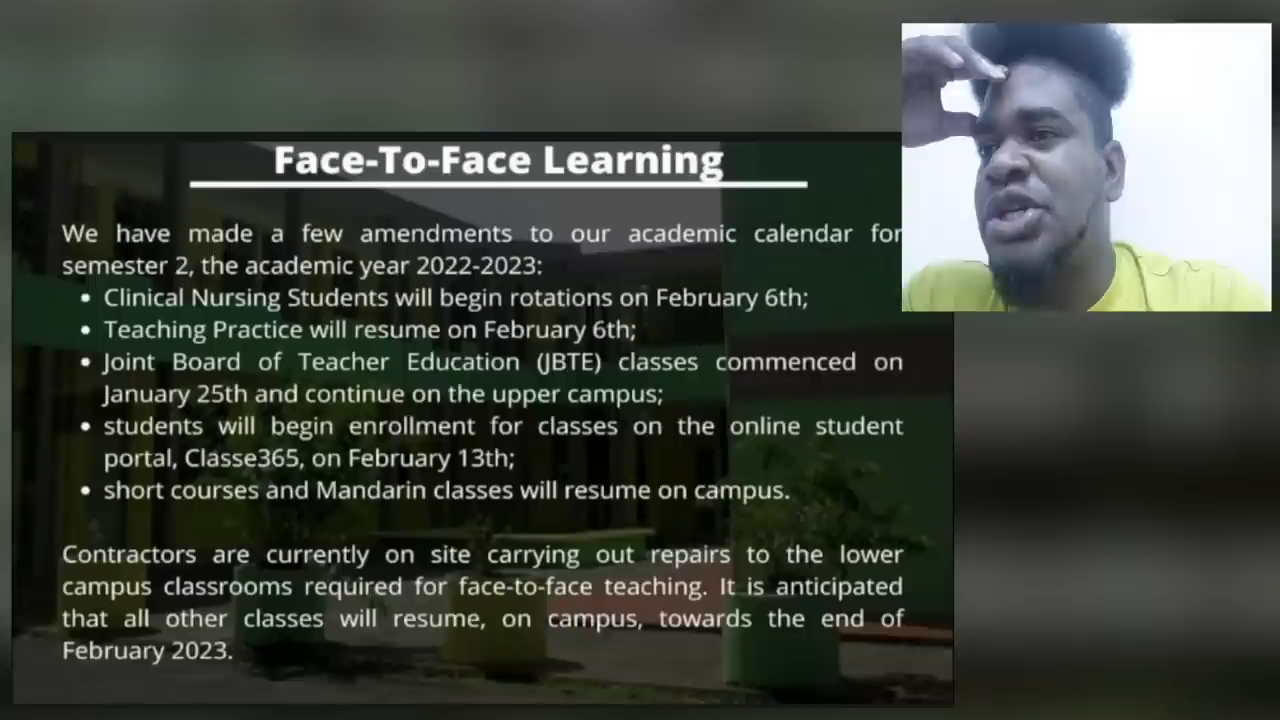 Face-To-Face Learning
We have made a few amendments to our academic calendar for
semester 2, the academic year 2022-2023:
• Clinical Nursing Students will begin rotations on February 6th;
• Teaching Practice will resume on February 6th;
• Joint Board of Teacher Education (JBTE) classes commenced on
January 25th and continue on the upper campus;
• students will begin enrollment for classes on the online student
portal, Classe365, on February 13th;
• short courses and Mandarin classes will resume on campus.
Contractors are currently on site carrying out repairs to the lower
campus classrooms required for face-to-face teaching. It is anticipated
that all other classes will resume, on campus, towards the end of
February 2023.